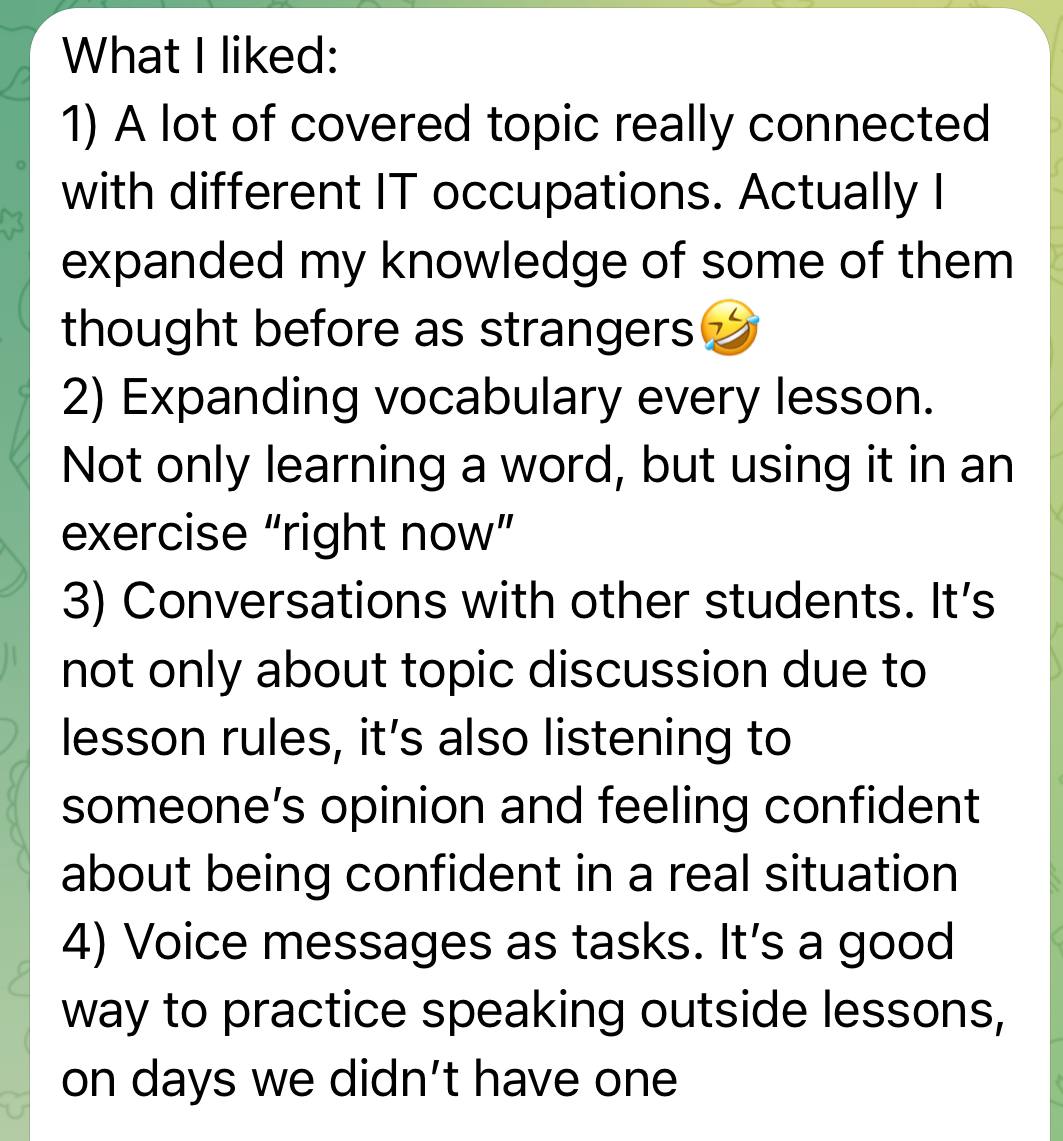 What I liked:
1) A lot of covered topic really connected
with different IT occupations. Actually I
expanded my knowledge of some of them
thought before as strangers🤣
2) Expanding vocabulary every lesson.
Not only learning a word, but using it in an
exercise “right now”
3) Conversations with other students. It’s
not only about topic discussion due to
lesson rules, it’s also listening to
someone’s opinion and feeling confident
about being confident in a real situation
4) Voice messages as tasks. It’s a good
way to practice speaking outside lessons,
on days we didn’t have one